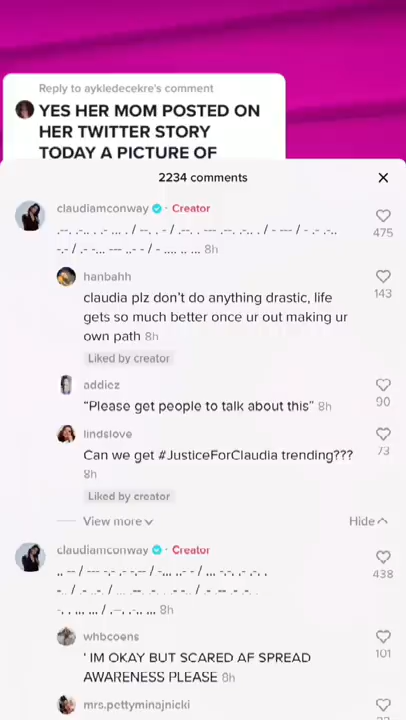 Reply to aykledecekre's comment
YES HER MOM POSTED ON
HER TWITTER STORY
TODAY A PICTURE OF
2234 comments
claudiamconway · Creator
.--. .-.. . .- ... . / --. . - / .--. . --- .--. .-.. . / - --- / - .- .-..
-.- / .- -... --- ..- - / - .... .. ... 8h
475
hanbahh
claudia plz don't do anything drastic, life
gets so much better once ur out making ur
own path 8h
143
Liked by creator
addiez
"Please get people to talk about this" 8h
90
lindslove
Can we get #JusticeForClaudia trending???
8h
73
Liked by creator
View more
Hide
claudiamconway · Creator
438
8h
whbcoens
' IM OKAY BUT SCARED AF SPREAD
AWARENESS PLEASE 8h
101
mrs.pettyminajnicki